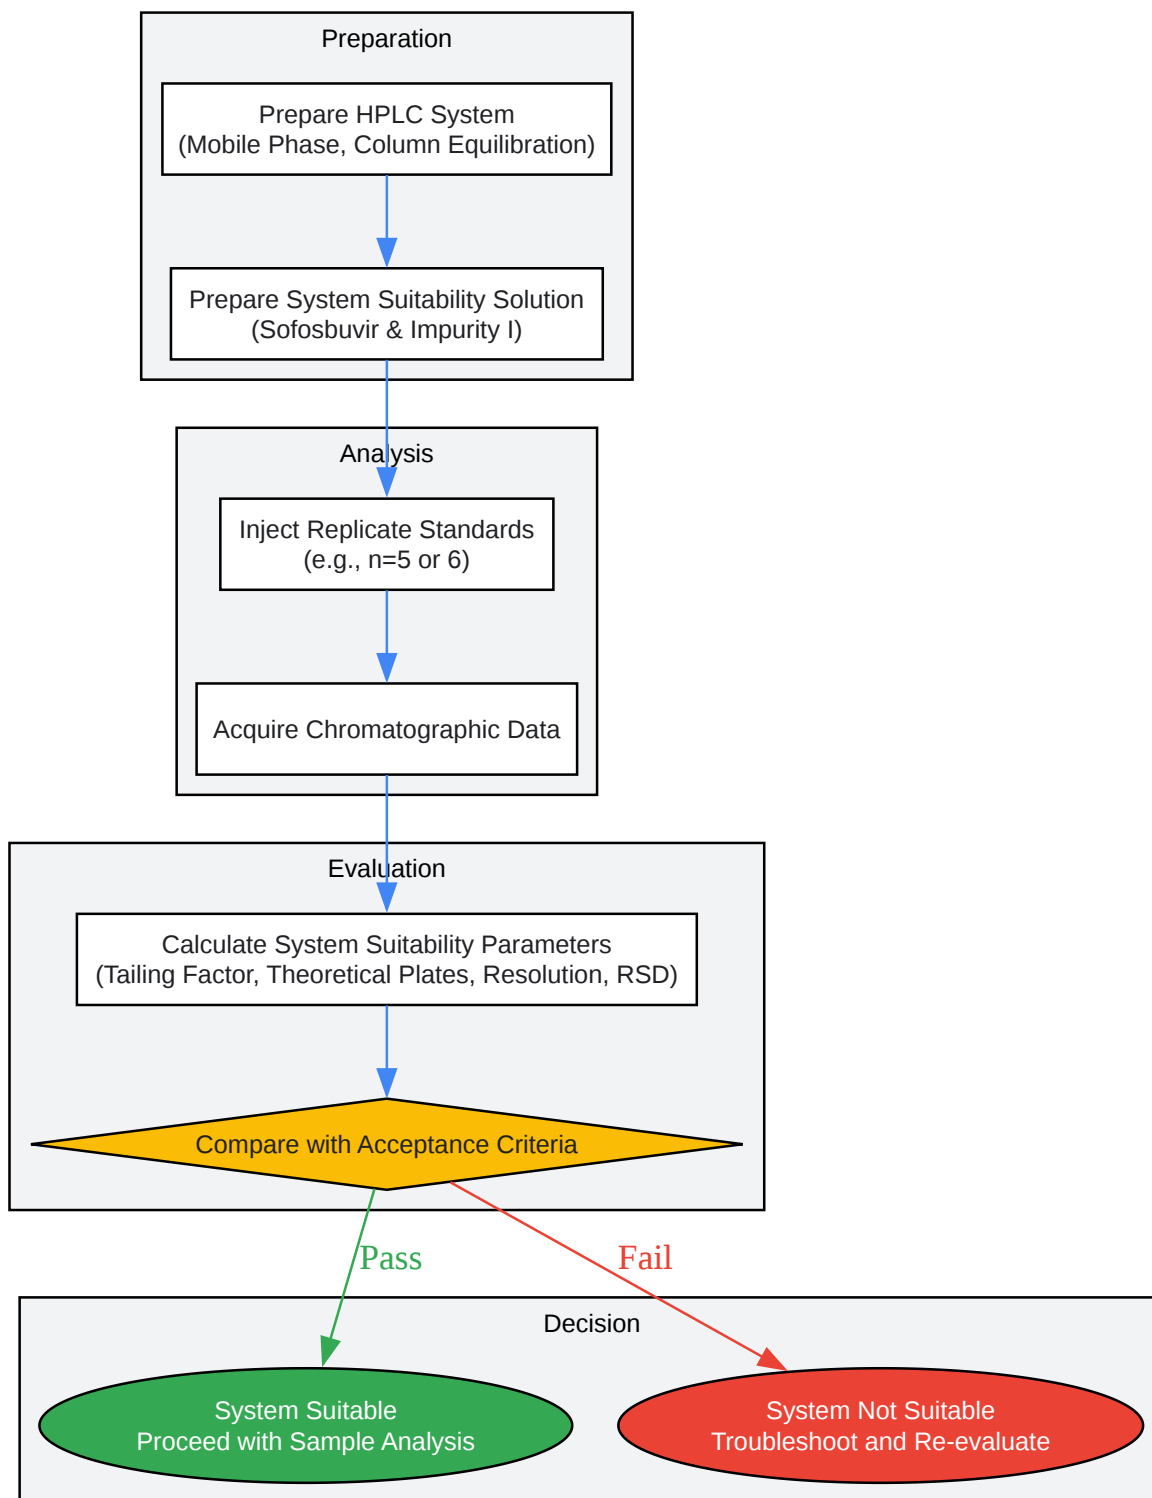 Preparation
Prepare HPLC System
(Mobile Phase, Column Equilibration)
Prepare System Suitability Solution
(Sofosbuvir & Impurity I)
Analysis
Inject Replicate Standards
(e.g., n=5 or 6)
Acquire Chromatographic Data
Evaluation
Calculate System Suitability Parameters
(Tailing Factor, Theoretical Plates, Resolution, RSD)
Compare with Acceptance Criteria
Pass
Fail
Decision
System Suitable
Proceed with Sample Analysis
System Not Suitable
Troubleshoot and Re-evaluate